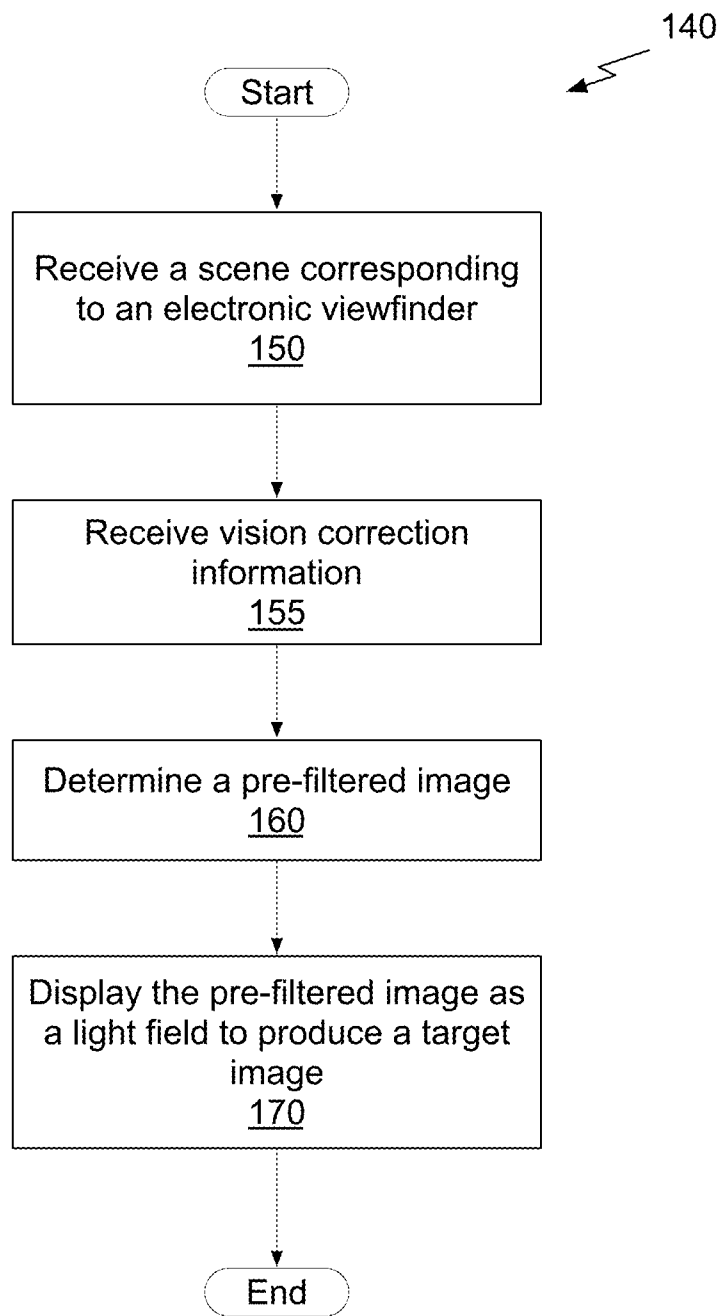 140
Start
Receive a scene corresponding
to an electronic viewfinder
150
Receive vision correction
information
155
Determine a pre-filtered image
160
Display the pre-filtered image as
a light field to produce a target
image
170
End